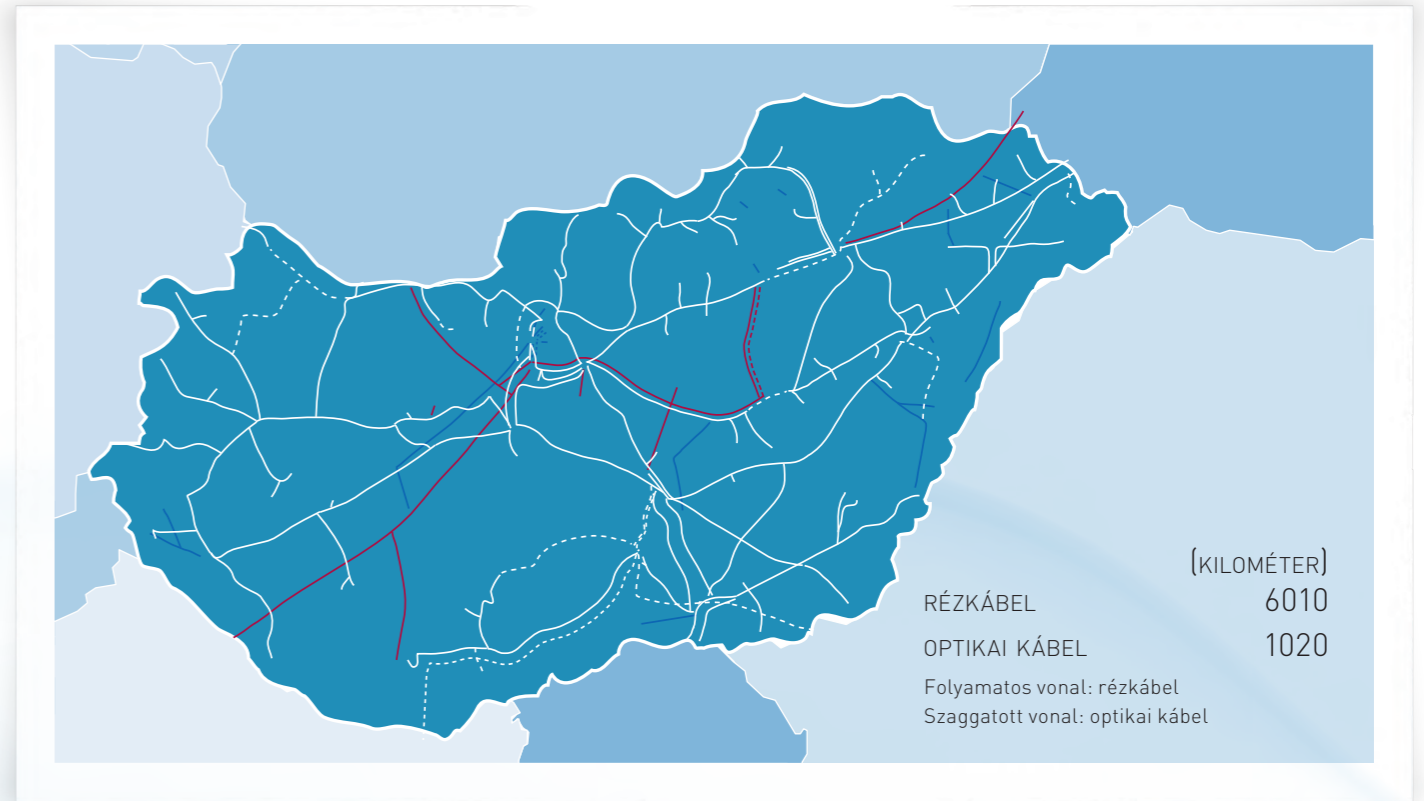 (KILOMÉTER)
RÉZKÁBEL 6010
OPTIKAI KÁBEL 1020
Folyamatos vonal: rézkábel
Szaggatott vonal: optikai kábel